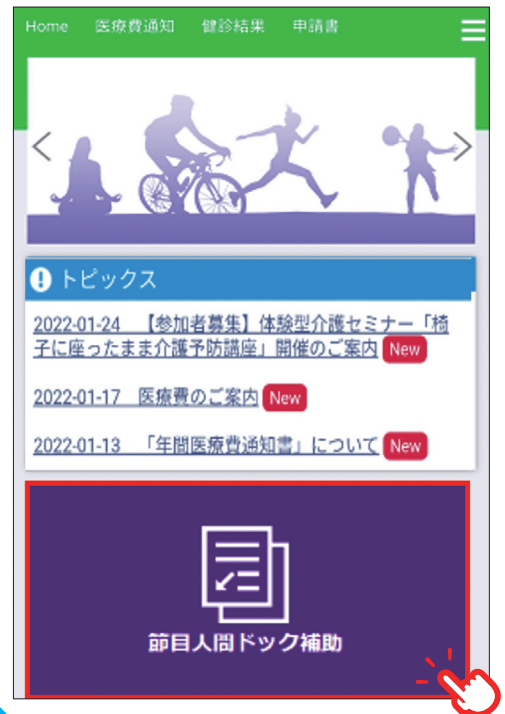 Home 医療費通知 健診結果 申請書
トピックス
2022-01-24 【参加者募集】体験型介護セミナー「椅
子に座ったまま介護予防講座」開催のご案内 New
2022-01-17 医療費のご案内 New
2022-01-13 「年間医療費通知書」について New
節目人間ドック補助